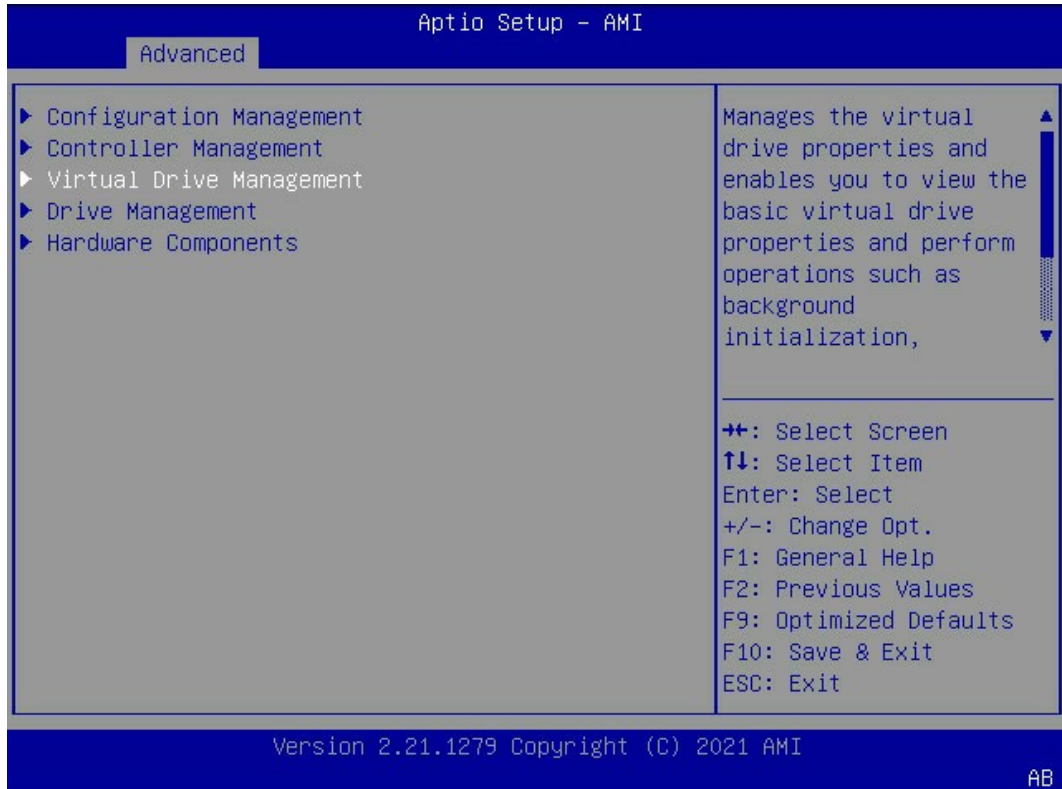 Aptio Setup – AMI
Advanced
Configuration Management
Controller Management
Virtual Drive Management
Drive Management
Hardware Components
Manages the virtual
drive properties and
enables you to view the
basic virtual drive
properties and perform
operations such as
background
initialization,
→←: Select Screen
↑↓: Select Item
Enter: Select
+/-: Change Opt.
F1: General Help
F2: Previous Values
F9: Optimized Defaults
F10: Save & Exit
ESC: Exit
Version 2.21.1279 Copyright (C) 2021 AMI
AB